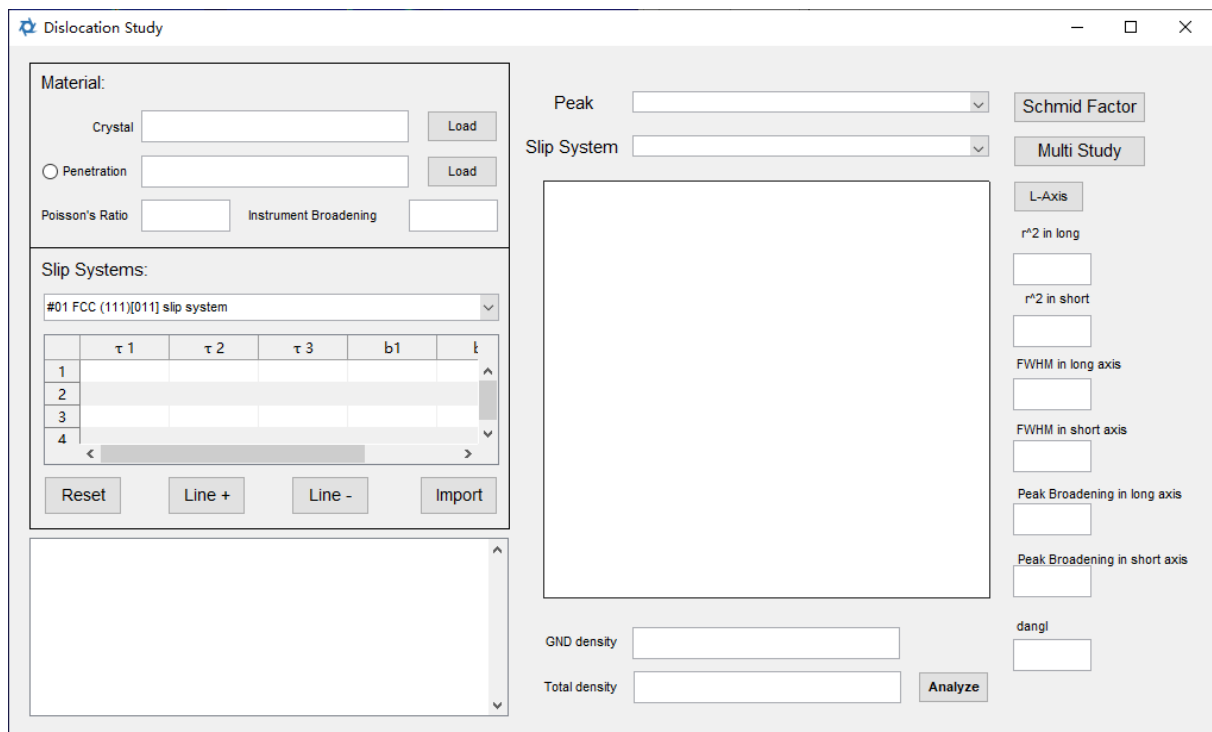 Dislocation Study
Material:
Crystal
Load
Penetration
Load
Poisson's Ratio
Instrument Broadening
Slip Systems:
#01 FCC (111)[011] slip system
τ 1 τ 2 τ 3 b1
1
2
3
4
Reset Line + Line - Import
Peak
Slip System
GND density
Total density
Analyze
Schmid Factor
Multi Study
L-Axis
r^2 in long
r^2 in short
FWHM in long axis
FWHM in short axis
Peak Broadening in long axis
Peak Broadening in short axis
dangl